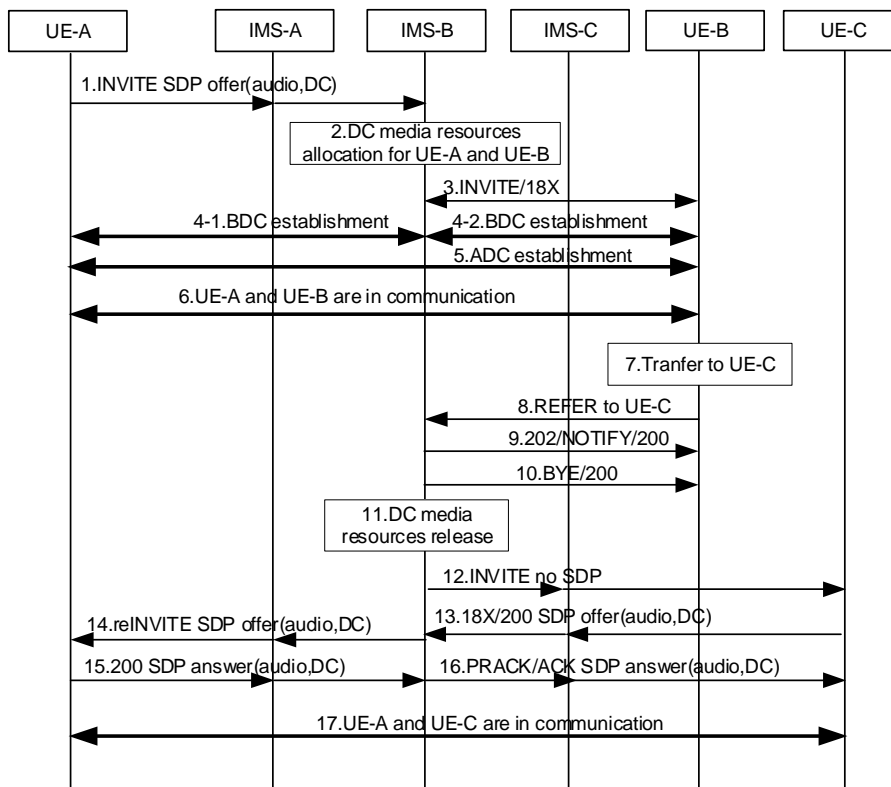 UE-A
IMS-A
IMS-B
IMS-C
UE-B
UE-C
1.INVITE SDP offer(audio,DC)
2.DC media resources
allocation for UE-A and UE-B
3.INVITE/18X
4-1.BDC establishment
4-2.BDC establishment
5.ADC establishment
6.UE-A and UE-B are in communication
7.Tranfer to UE-C
8.REFER to UE-C
9.202/NOTIFY/200
10.BYE/200
11.DC media
resources release
12.INVITE no SDP
13.18X/200 SDP offer(audio,DC)
14.reINVITE SDP offer(audio,DC)
15.200 SDP answer(audio,DC)
16.PRACK/ACK SDP answer(audio,DC)
17.UE-A and UE-C are in communication